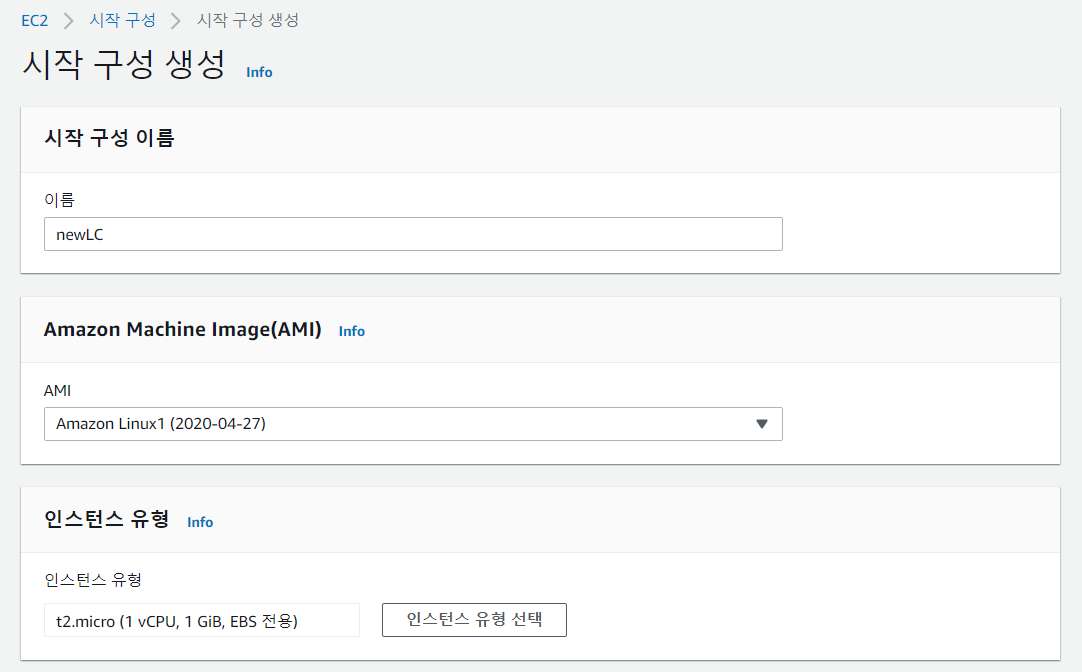 EC2 > 시작 구성 > 시작 구성 생성
시작 구성 생성 Info
시작 구성 이름
이름
newLC
Amazon Machine Image(AMI) Info
AMI
Amazon Linux1 (2020-04-27)
인스턴스 유형 Info
인스턴스 유형
t2.micro (1 vCPU, 1 GiB, EBS 전용) 인스턴스 유형 선택